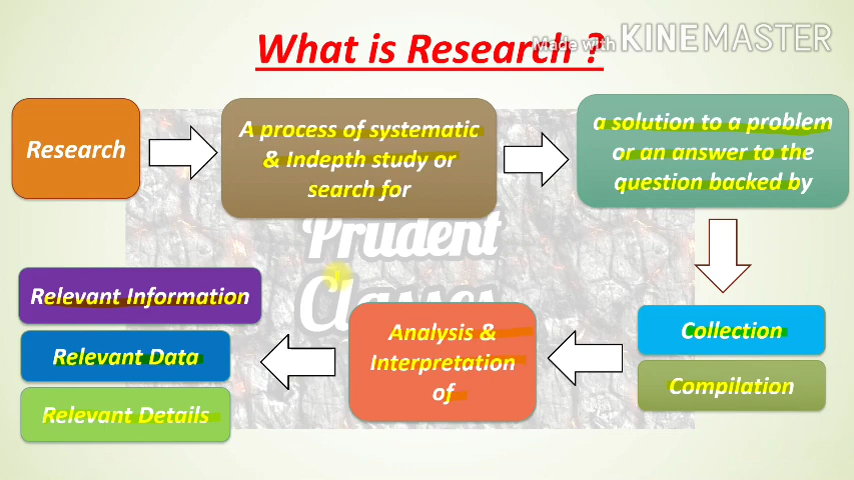 What is Research ?
Made with KINEMASTER
Research
A process of systematic
& Indepth study or
search for
a solution to a problem
or an answer to the
question backed by
Prudent
Classes
Collection
Compilation
Analysis &
Interpretation
of
Relevant Information
Relevant Data
Relevant Details